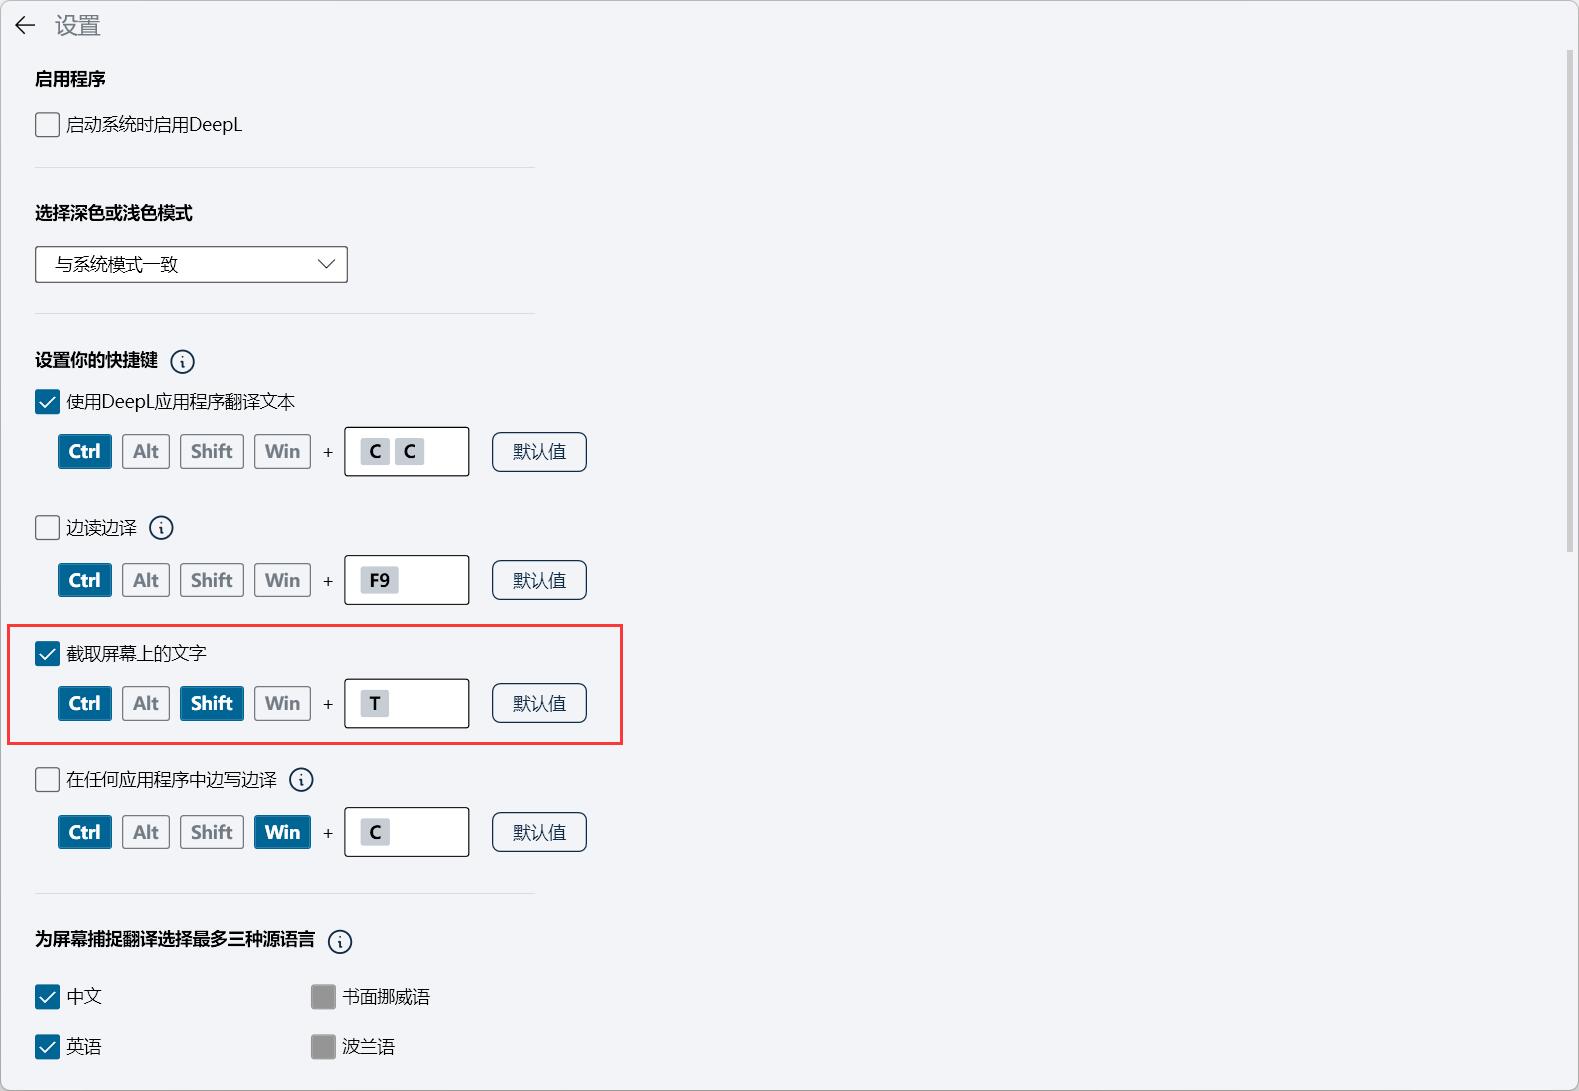 设置
启用程序
启动系统时启用DeepL
选择深色或浅色模式
与系统模式一致
设置你的快捷键
使用DeepL应用程序翻译文本
Ctrl Alt Shift Win + C C 默认值
边读边译
Ctrl Alt Shift Win + F9 默认值
截取屏幕上的文字
Ctrl Alt Shift Win + T 默认值
在任何应用程序中边写边译
Ctrl Alt Shift Win + C 默认值
为屏幕捕捉翻译选择最多三种源语言
中文 书面挪威语
英语 波兰语